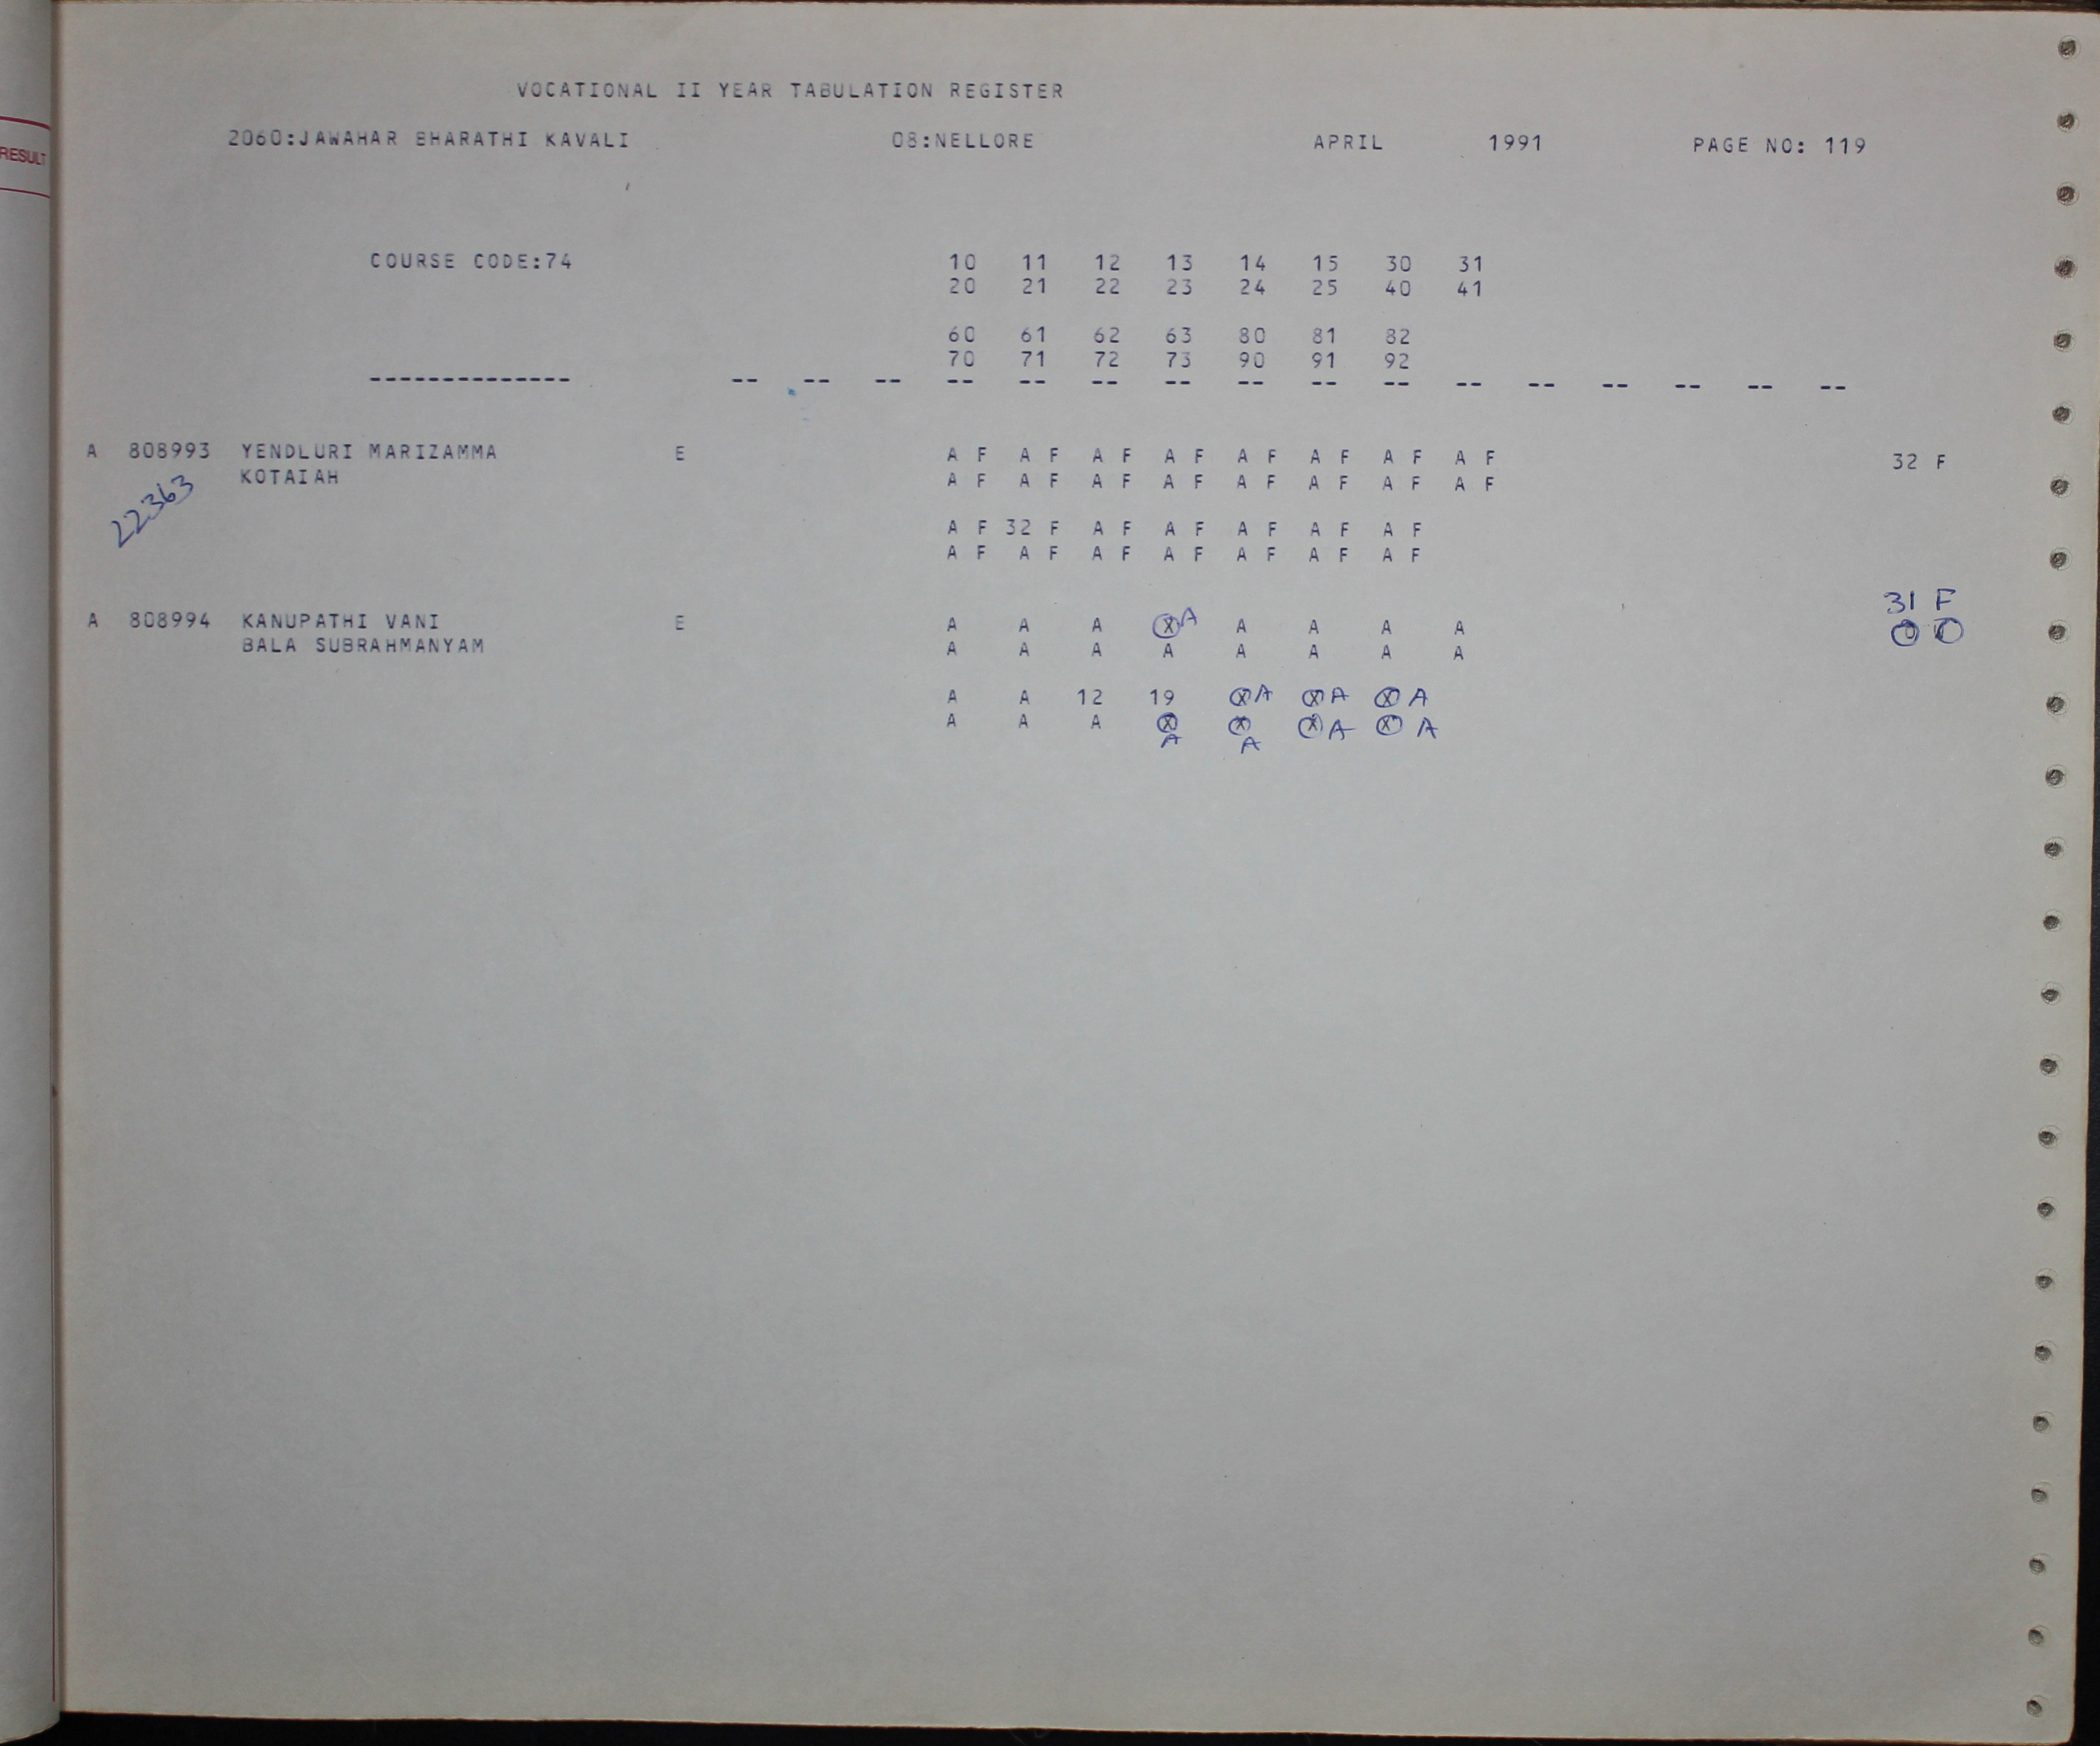 RESULT
VOCATIONAL II YEAR TABULATION REGISTER
2060:JAWAHAR BHARATHI KAVALI 08:NELLORE APRIL 1991 PAGE NO: 119
COURSE CODE:74 10 11 12 13 14 15 30 31
20 21 22 23 24 25 40 41
60 61 62 63 80 81 82
70 71 72 73 90 91 92
-------------- -- -- -- -- -- -- -- -- -- -- -- -- -- -- -- --
A 808993 YENDLURI MARIZAMMA E A F A F A F A F A F A F A F A F 32 F
KOTAIAH A F A F A F A F A F A F A F A F
22363
A F 32 F A F A F A F A F A F
A F A F A F A F A F A F A F
31 F
A 808994 KANUPATHI VANI E A A A X A A A A A 0
BALA SUBRAHMANYAM A A A A A A A A
A A 12 19 X A X A X A
A A A X X X A X A
A A